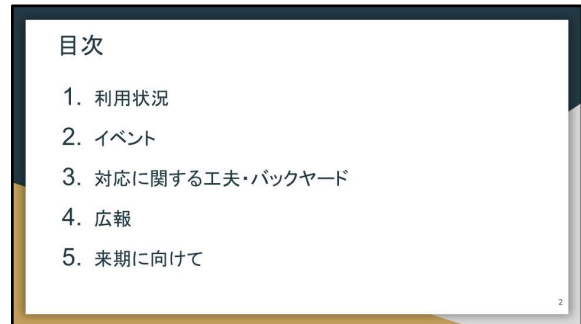 目次
1. 利用状況
2. イベント
3. 対応に関する工夫・バックヤード
4. 広報
5. 来期に向けて
2